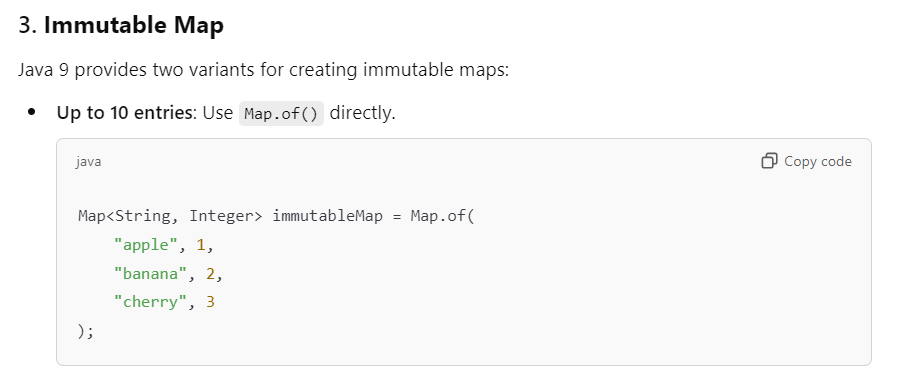 3. Immutable Map
Java 9 provides two variants for creating immutable maps:
• Up to 10 entries: Use Map.of() directly.
java
Copy code
Map<String, Integer> immutableMap = Map.of(
    "apple", 1,
    "banana", 2,
    "cherry", 3
);